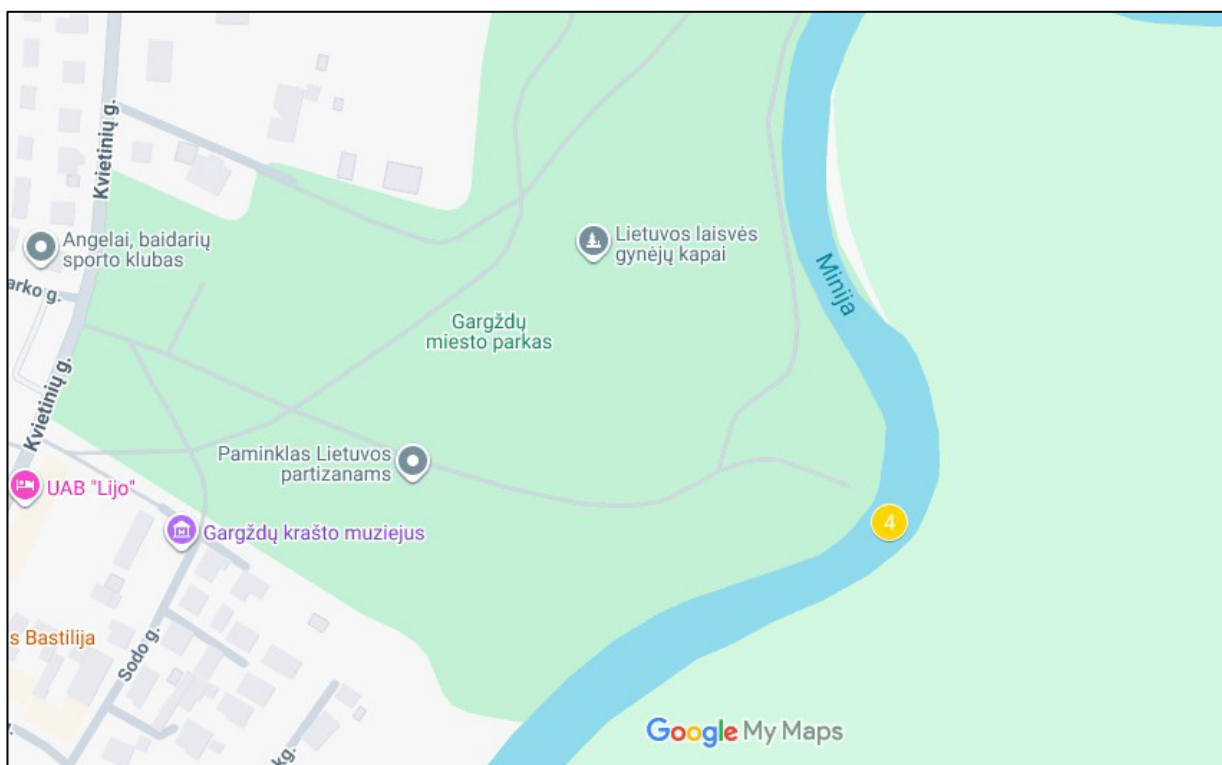 Kvietinių g.
Angelai, baidarių
sporto klubas
Lietuvos laisvės
gynėjų kapai
Minija
arko g.
Gargždų
miesto parkas
Kvietinių g.
Paminklas Lietuvos
partizanams
UAB "Lijo"
4
Gargždų krašto muziejus
s Bastilija
Sodo g.
g.
kg.
Google My Maps